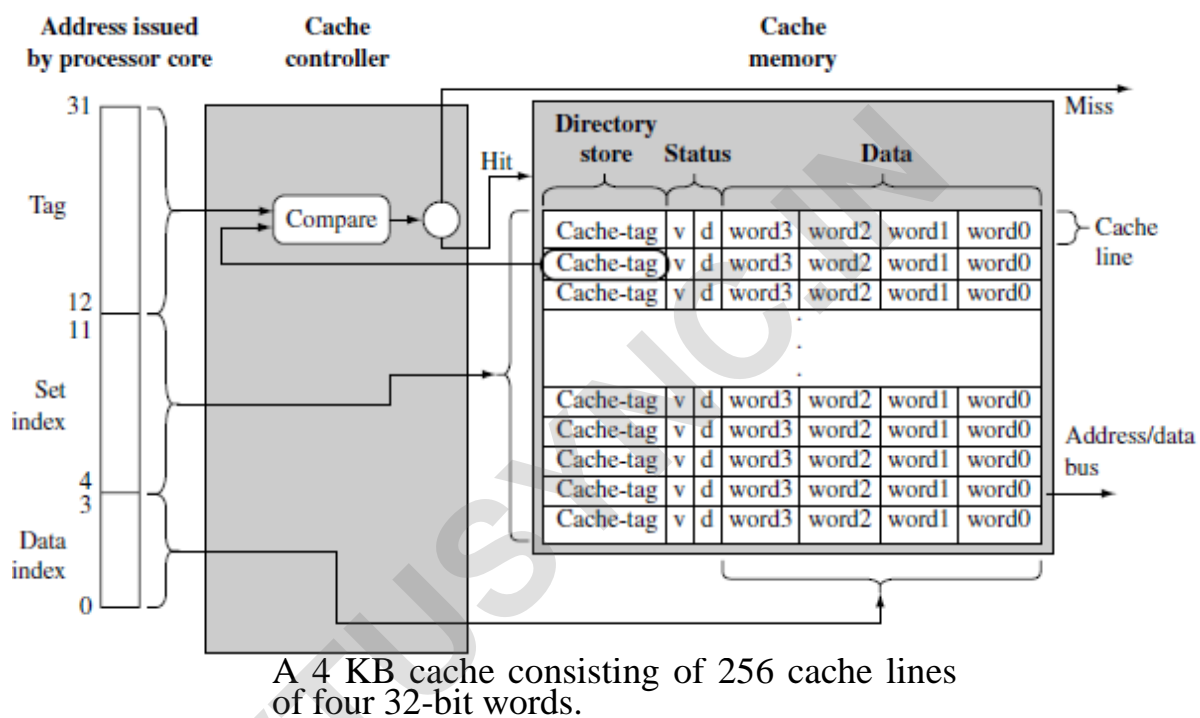 Address issued
by processor core
Cache
controller
Cache
memory
31
Miss
Directory
store
Status
Data
Hit
Tag
Compare
Cache-tag v d word3 word2 word1 word0
Cache
line
Cache-tag v d word3 word2 word1 word0
Cache-tag v d word3 word2 word1 word0
12
11
.
.
.
Set
index
Cache-tag v d word3 word2 word1 word0
Cache-tag v d word3 word2 word1 word0
Cache-tag v d word3 word2 word1 word0
Cache-tag v d word3 word2 word1 word0
Cache-tag v d word3 word2 word1 word0
Address/data
bus
4
3
Data
index
0
A 4 KB cache consisting of 256 cache lines
of four 32-bit words.
VTUSYNC.IN